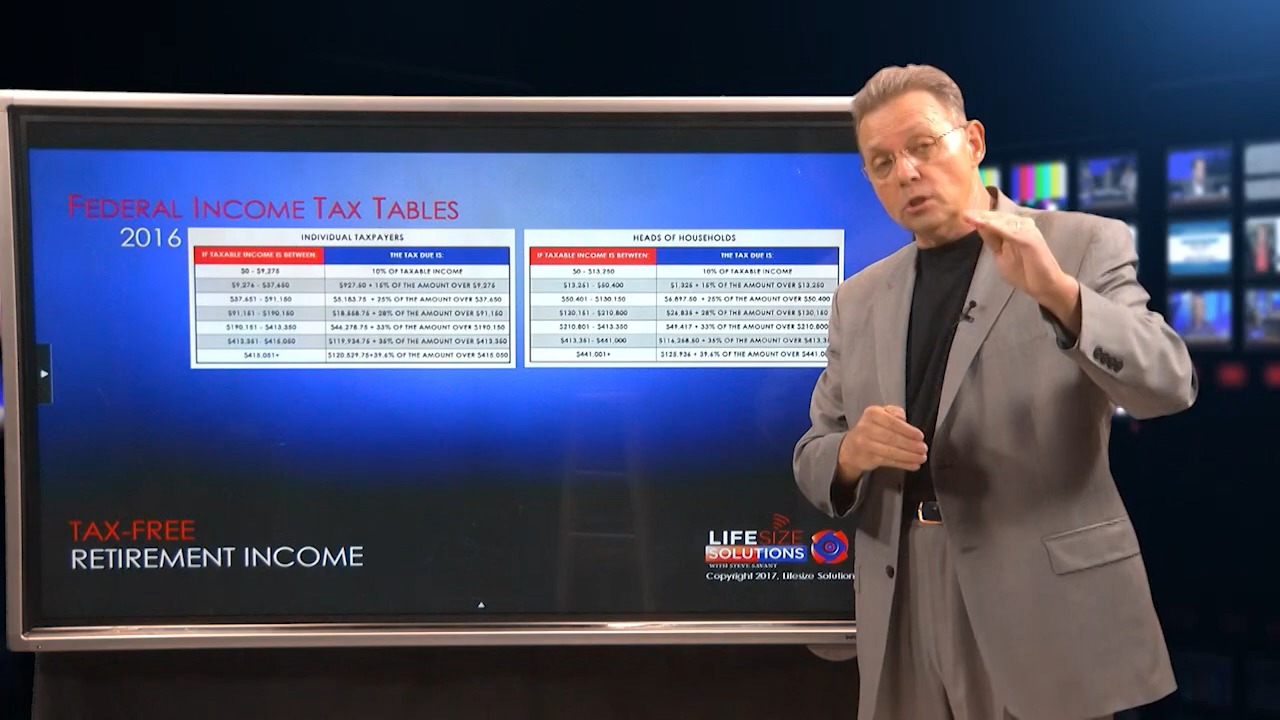 FEDERAL INCOME TAX TABLES
2016
INDIVIDUAL TAXPAYERS
IF TAXABLE INCOME IS BETWEEN: THE TAX DUE IS:
$0 - $9,275 10% OF TAXABLE INCOME
$9,276 - $37,650 $927.50 + 15% OF THE AMOUNT OVER $9,275
$37,651 - $91,150 $5,183.75 + 25% OF THE AMOUNT OVER $37,650
$91,151 - $190,150 $18,558.75 + 28% OF THE AMOUNT OVER $91,150
$190,151 - $413,350 $46,278.75 + 33% OF THE AMOUNT OVER $190,150
$413,351 - $415,050 $119,934.75 + 35% OF THE AMOUNT OVER $413,350
$415,051+ $120,529.75+39.6% OF THE AMOUNT OVER $415,050
HEADS OF HOUSEHOLDS
IF TAXABLE INCOME IS BETWEEN: THE TAX DUE IS:
$0 - $13,250 10% OF TAXABLE INCOME
$13,251 - $50,400 $1,325 + 15% OF THE AMOUNT OVER $13,250
$50,401 - $130,150 $6,897.50 + 25% OF THE AMOUNT OVER $50,400
$130,151 - $210,800 $26,835 + 28% OF THE AMOUNT OVER $130,150
$210,801 - $413,350 $49,417 + 33% OF THE AMOUNT OVER $210,800
$413,351 - $441,000 $116,258.50 + 35% OF THE AMOUNT OVER $413,3
$441,001+ $125,936 + 39.6% OF THE AMOUNT OVER $441,00
TAX-FREE
RETIREMENT INCOME
LIFESIZE
SOLUTIONS
WITH STEVE SAVANT
Copyright 2017, Lifesize Solution